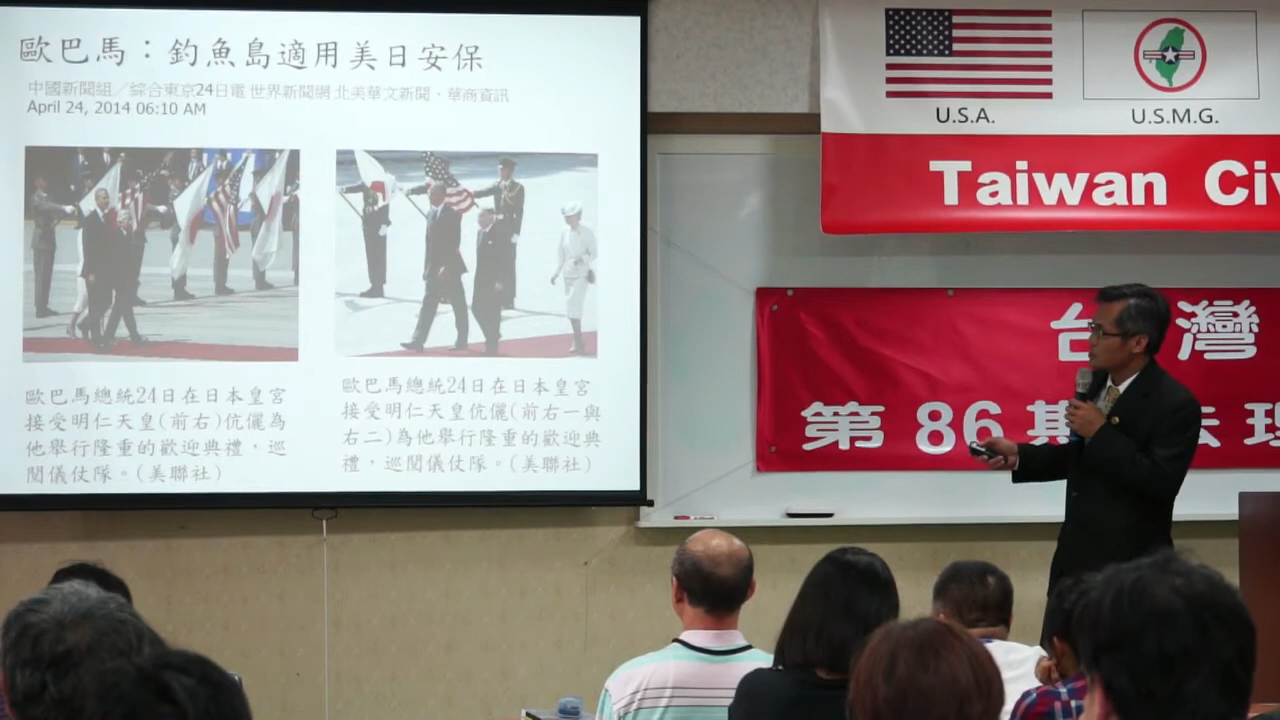 歐巴馬：釣魚島適用美日安保
中國新聞組／綜合東京24日電 世界新聞網 北美華文新聞、華商資訊
April 24, 2014 06:10 AM
歐巴馬總統24日在日本皇宮
接受明仁天皇(前右)伉儷為
他舉行隆重的歡迎典禮，巡
閱儀仗隊。(美聯社)
歐巴馬總統24日在日本皇宮
接受明仁天皇伉儷(前右一與
右二)為他舉行隆重的歡迎典
禮，巡閱儀仗隊。(美聯社)
U.S.A.
U.S.M.G.
Taiwan Civ
台灣
第86期法理